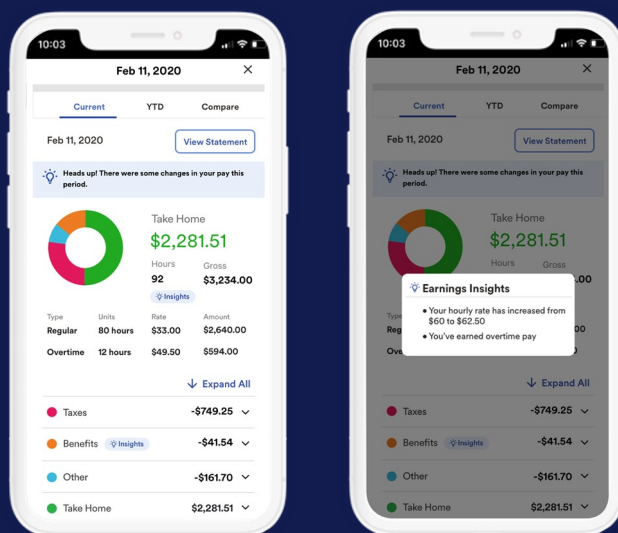 10:03
Feb 11, 2020
Current YTD Compare
Feb 11, 2020 View Statement
Heads up! There were some changes in your pay this
period.
Take Home
$2,281.51
Hours Gross
92 $3,234.00
Insights
Type Units Rate Amount
Regular 80 hours $33.00 $2,640.00
Overtime 12 hours $49.50 $594.00
Expand All
Taxes -$749.25
Benefits Insights -$41.54
Other -$161.70
Take Home $2,281.51
10:03
Feb 11, 2020
Current YTD Compare
Feb 11, 2020 View Statement
Heads up! There were some changes in your pay this
period.
Take Home
Hours Gross
Earnings Insights
• Your hourly rate has increased from
$60 to $62.50
• You've earned overtime pay
Type
Expand All
Taxes -$749.25
Benefits Insights -$41.54
Other -$161.70
Take Home $2,281.51